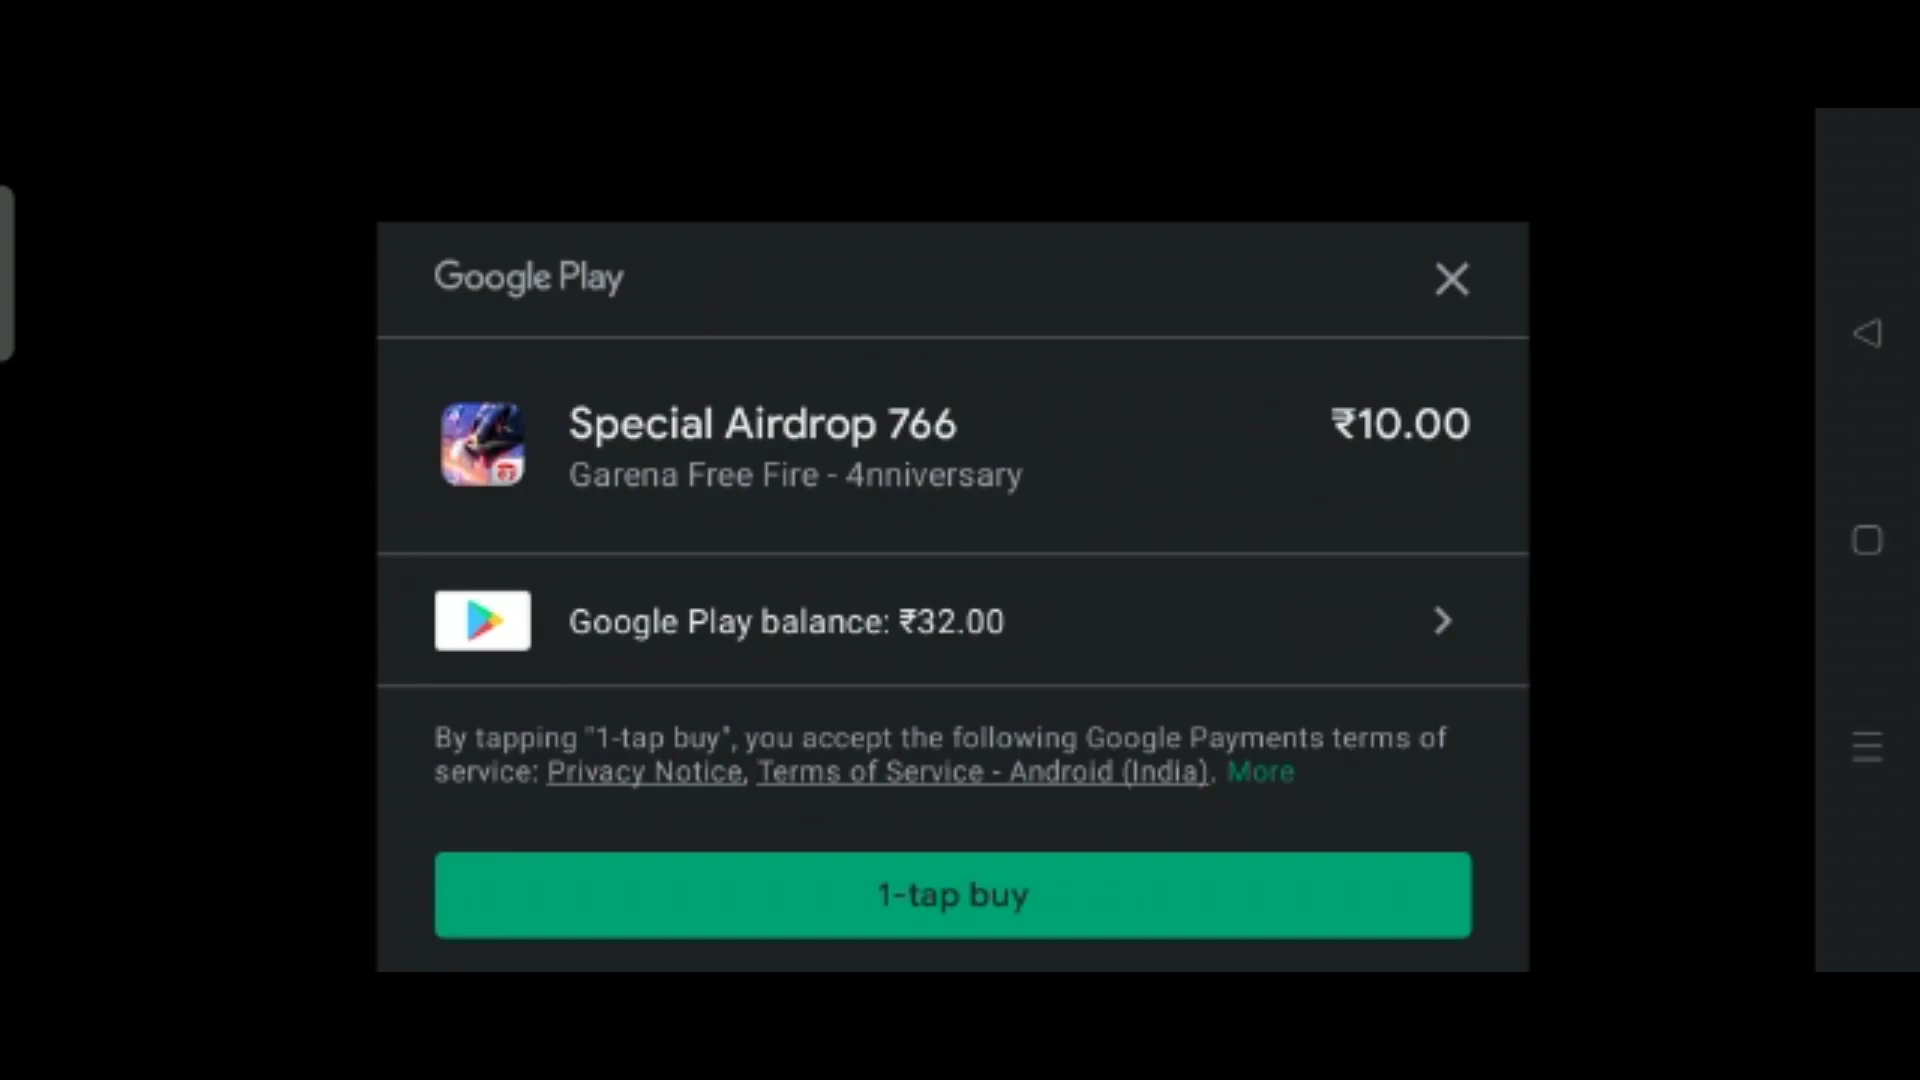 Google Play
Special Airdrop 766
₹10.00
Garena Free Fire - 4nniversary
Google Play balance: ₹32.00
By tapping "1-tap buy", you accept the following Google Payments terms of
service: Privacy Notice, Terms of Service - Android (India). More
1-tap buy